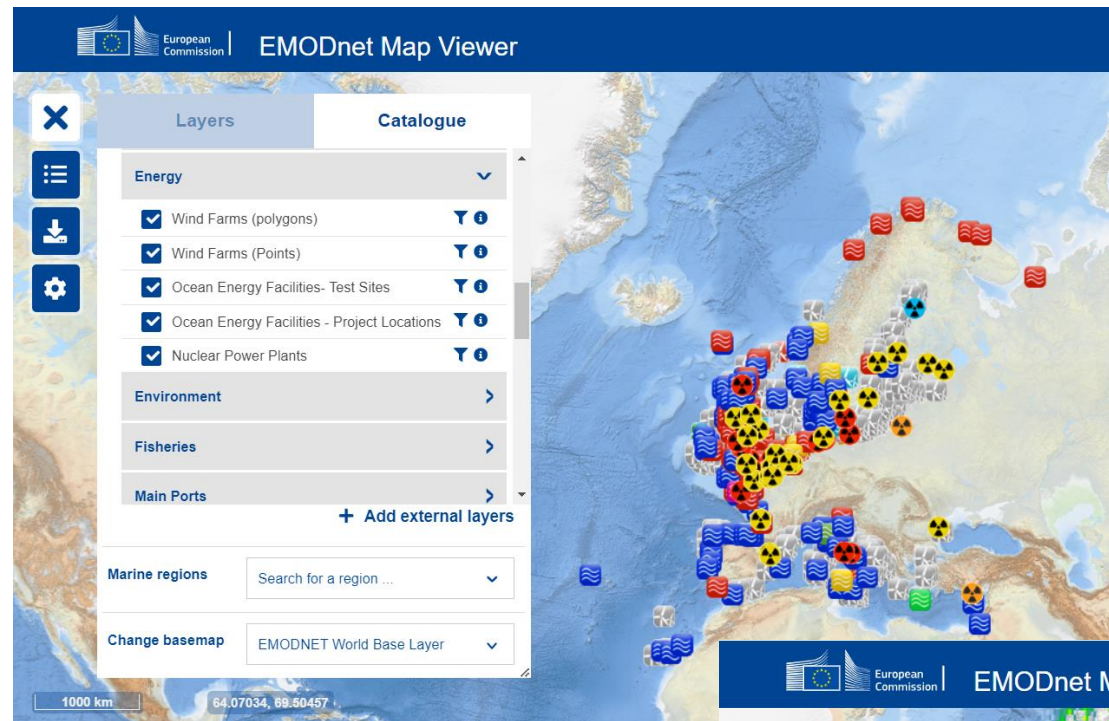 European
Commission
EMODnet Map Viewer
Layers
Catalogue
Energy
Wind Farms (polygons)
Wind Farms (Points)
Ocean Energy Facilities- Test Sites
Ocean Energy Facilities - Project Locations
Nuclear Power Plants
Environment
Fisheries
Main Ports
+ Add external layers
Marine regions
Search for a region ...
Change basemap
EMODNET World Base Layer
1000 km
64.07034, 69.50457
European
Commission
EMODnet M